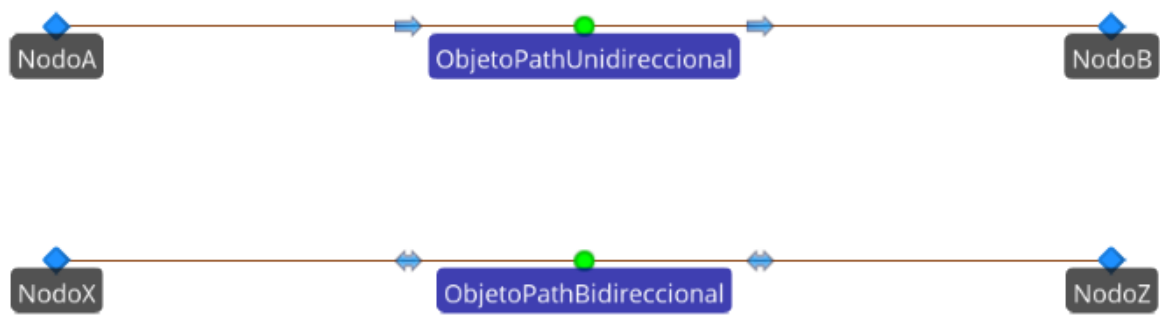 NodoA
ObjetoPathUnidireccional
NodoB
NodoX
ObjetoPathBidireccional
NodoZ